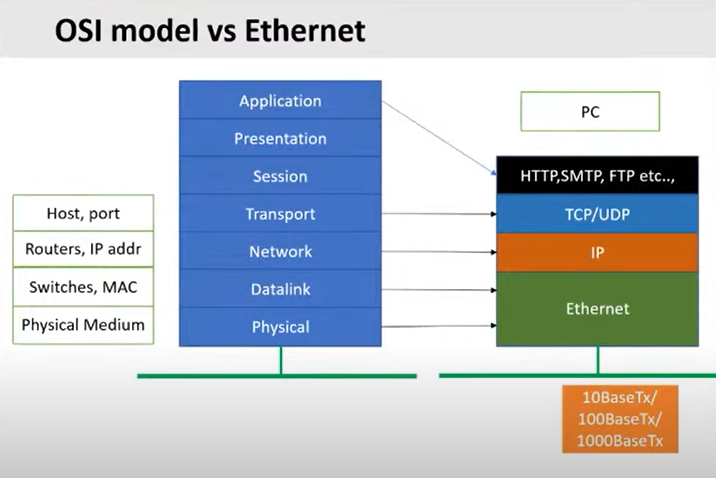 OSI model vs Ethernet
Host, port
Routers, IP addr
Switches, MAC
Physical Medium
Application
Presentation
Session
Transport
Network
Datalink
Physical
PC
HTTP,SMTP, FTP etc..,
TCP/UDP
IP
Ethernet
10BaseTx/
100BaseTx/
1000BaseTx